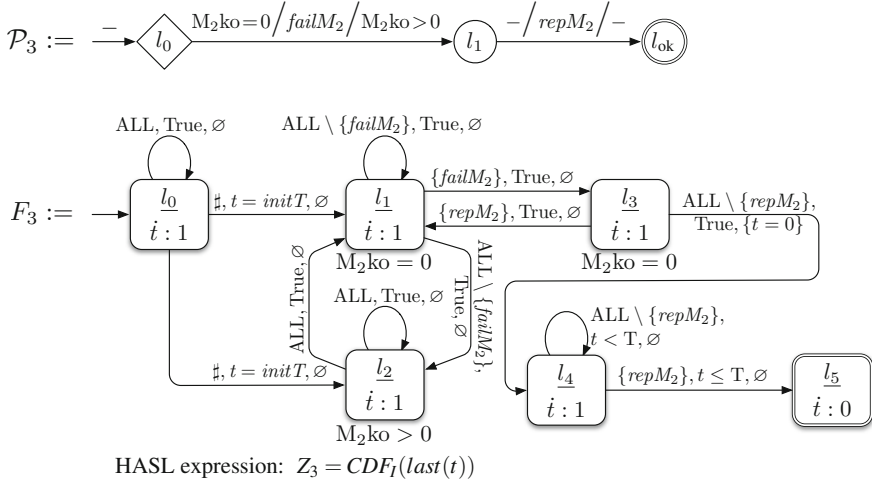 𝒫₃ := − l₀ M₂ko=0/failM₂/M₂ko>0 l₁ −/repM₂/− l_ok
ALL, True, ∅
ALL \ {failM₂}, True, ∅
F₃ :=
l₀
ṫ : 1
♯, t = initT, ∅
l₁
ṫ : 1
M₂ko = 0
{failM₂}, True, ∅
{repM₂}, True, ∅
l₃
ṫ : 1
M₂ko = 0
ALL \ {repM₂},
True, {t = 0}
ALL, True, ∅
ALL, True, ∅
ALL \ {failM₂},
True, ∅
♯, t = initT, ∅
l₂
ṫ : 1
M₂ko > 0
ALL \ {repM₂},
t < T, ∅
l₄
ṫ : 1
{repM₂}, t ≤ T, ∅
l₅
ṫ : 0
HASL expression: Z₃ = CDF_I(last(t))